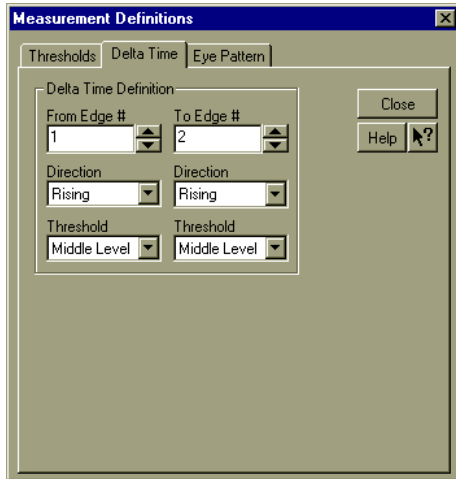 Measurement Definitions
Thresholds Delta Time Eye Pattern
Delta Time Definition
From Edge # To Edge #
1 2
Direction Direction
Rising Rising
Threshold Threshold
Middle Level Middle Level
Close
Help ?